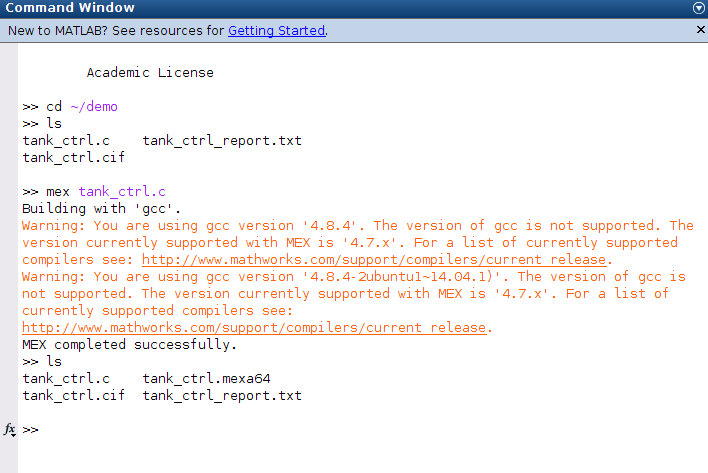 Command Window
New to MATLAB? See resources for Getting Started.
Academic License
>> cd ~/demo
>> ls
tank_ctrl.c    tank_ctrl_report.txt
tank_ctrl.cif
>> mex tank_ctrl.c
Building with 'gcc'.
Warning: You are using gcc version '4.8.4'. The version of gcc is not supported. The
version currently supported with MEX is '4.7.x'. For a list of currently supported
compilers see: http://www.mathworks.com/support/compilers/current_release.
Warning: You are using gcc version '4.8.4-2ubuntu1~14.04.1)'. The version of gcc is
not supported. The version currently supported with MEX is '4.7.x'. For a list of
currently supported compilers see:
http://www.mathworks.com/support/compilers/current_release.
MEX completed successfully.
>> ls
tank_ctrl.c    tank_ctrl.mexa64
tank_ctrl.cif  tank_ctrl_report.txt
fx >>